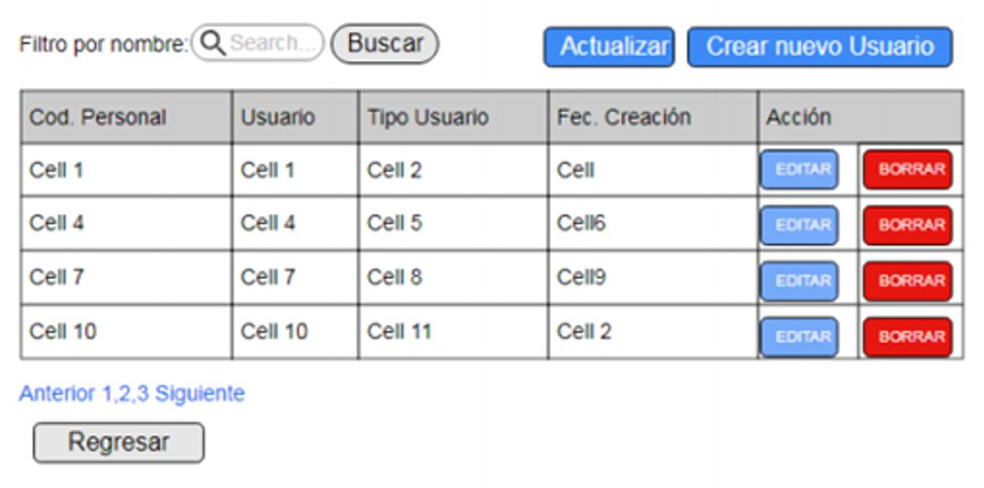 Filtro por nombre: Search... Buscar Actualizar Crear nuevo Usuario
Cod. Personal Usuario Tipo Usuario Fec. Creación Acción
Cell 1 Cell 1 Cell 2 Cell EDITAR BORRAR
Cell 4 Cell 4 Cell 5 Cell6 EDITAR BORRAR
Cell 7 Cell 7 Cell 8 Cell9 EDITAR BORRAR
Cell 10 Cell 10 Cell 11 Cell 2 EDITAR BORRAR
Anterior 1,2,3 Siguiente
Regresar